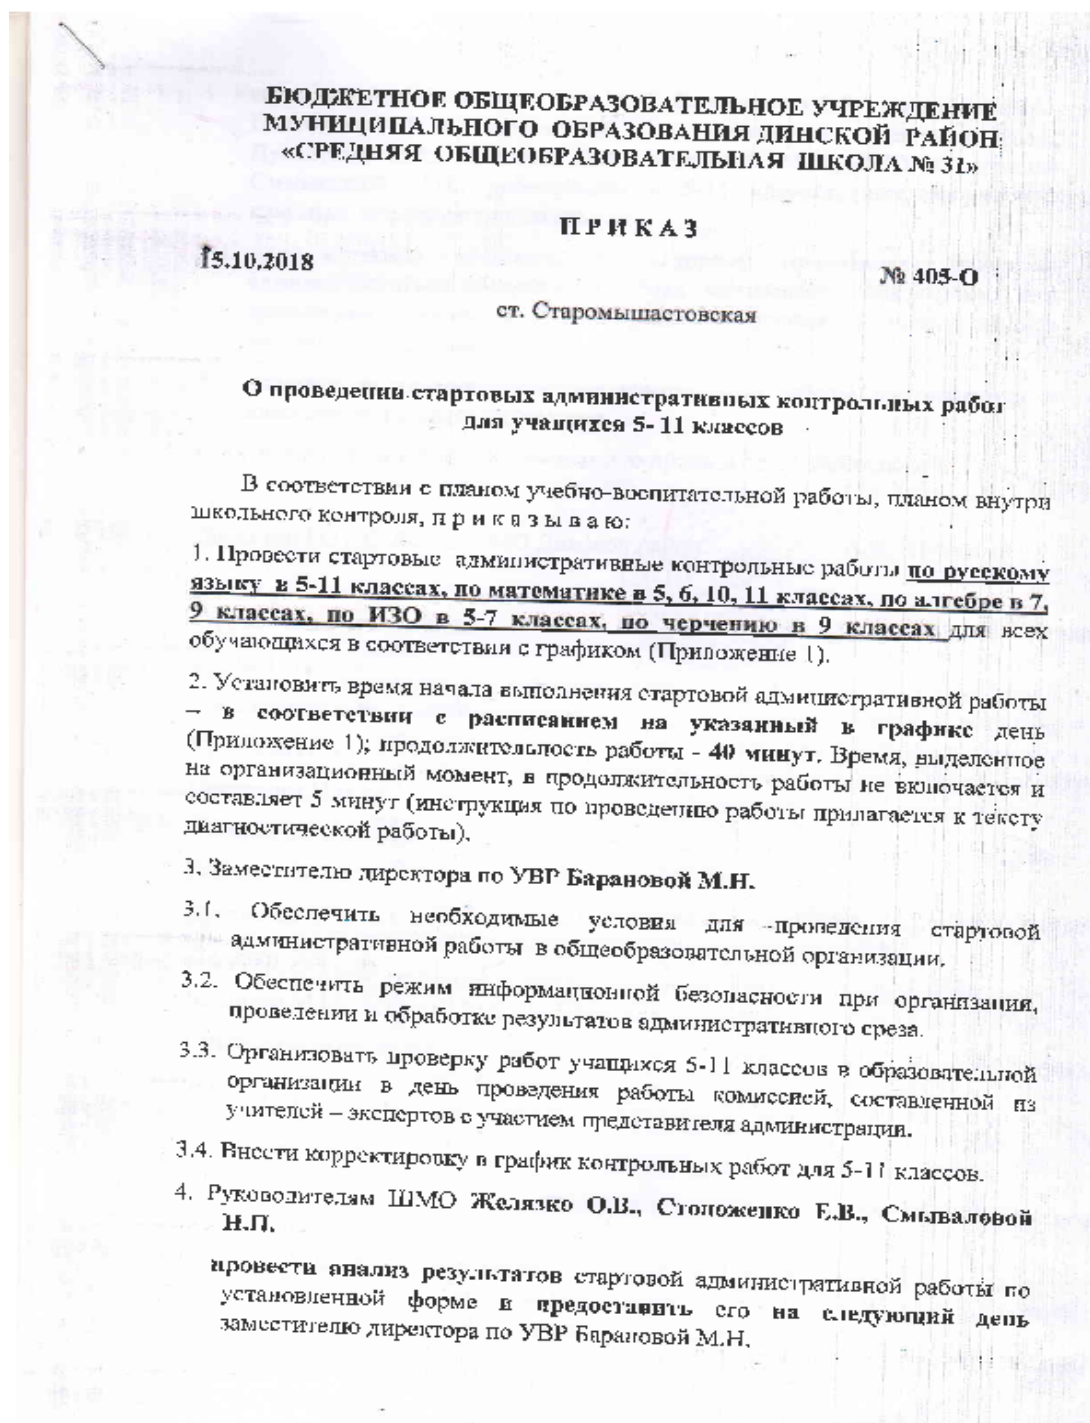 БЮДЖЕТНОЕ ОБЩЕОБРАЗОВАТЕЛЬНОЕ УЧРЕЖДЕНИЕ
МУНИЦИПАЛЬНОГО ОБРАЗОВАНИЯ ДИНСКОЙ РАЙОН
«СРЕДНЯЯ ОБЩЕОБРАЗОВАТЕЛЬНАЯ ШКОЛА № 31»
П Р И К А З
15.10.2018
№ 405-О
ст. Старомышастовская
О проведении стартовых административных контрольных работ
для учащихся 5- 11 классов
В соответствии с планом учебно-воспитательной работы, планом внутри
школьного контроля, п р и к а з ы в а ю:
1. Провести стартовые административные контрольные работы по русскому
языку в 5-11 классах, по математике в 5, 6, 10, 11 классах, по алгебре в 7,
9 классах, по ИЗО в 5-7 классах, по черчению в 9 классах для всех
обучающихся в соответствии с графиком (Приложение 1).
2. Установить время начала выполнения стартовой административной работы
– в соответствии с расписанием на указанный в графике день
(Приложение 1); продолжительность работы - 40 минут. Время, выделенное
на организационный момент, в продолжительность работы не включается и
составляет 5 минут (инструкция по проведению работы прилагается к тексту
диагностической работы).
3. Заместителю директора по УВР Барановой М.Н.
3.1. Обеспечить необходимые условия для проведения стартовой
административной работы в общеобразовательной организации.
3.2. Обеспечить режим информационной безопасности при организации,
проведении и обработке результатов административного среза.
3.3. Организовать проверку работ учащихся 5-11 классов в образовательной
организации в день проведения работы комиссией, составленной из
учителей – экспертов с участием представителя администрации.
3.4. Внести корректировку в график контрольных работ для 5-11 классов.
4. Руководителям ШМО Желязко О.В., Стоноженко Е.В., Смываловой
Н.П.
провести анализ результатов стартовой административной работы по
установленной форме и предоставить его на следующий день
заместителю директора по УВР Барановой М.Н.